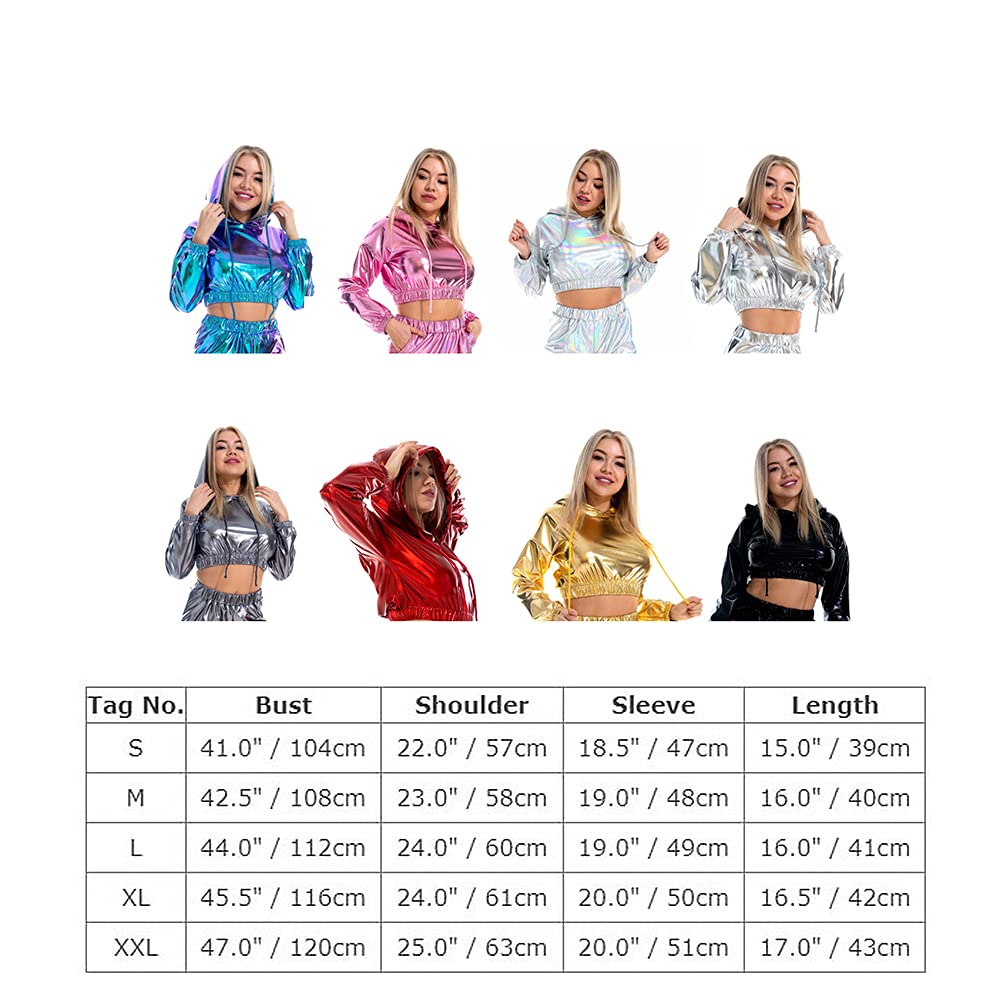 Tag No. Bust Shoulder Sleeve Length
S 41.0" / 104cm 22.0" / 57cm 18.5" / 47cm 15.0" / 39cm
M 42.5" / 108cm 23.0" / 58cm 19.0" / 48cm 16.0" / 40cm
L 44.0" / 112cm 24.0" / 60cm 19.0" / 49cm 16.0" / 41cm
XL 45.5" / 116cm 24.0" / 61cm 20.0" / 50cm 16.5" / 42cm
XXL 47.0" / 120cm 25.0" / 63cm 20.0" / 51cm 17.0" / 43cm